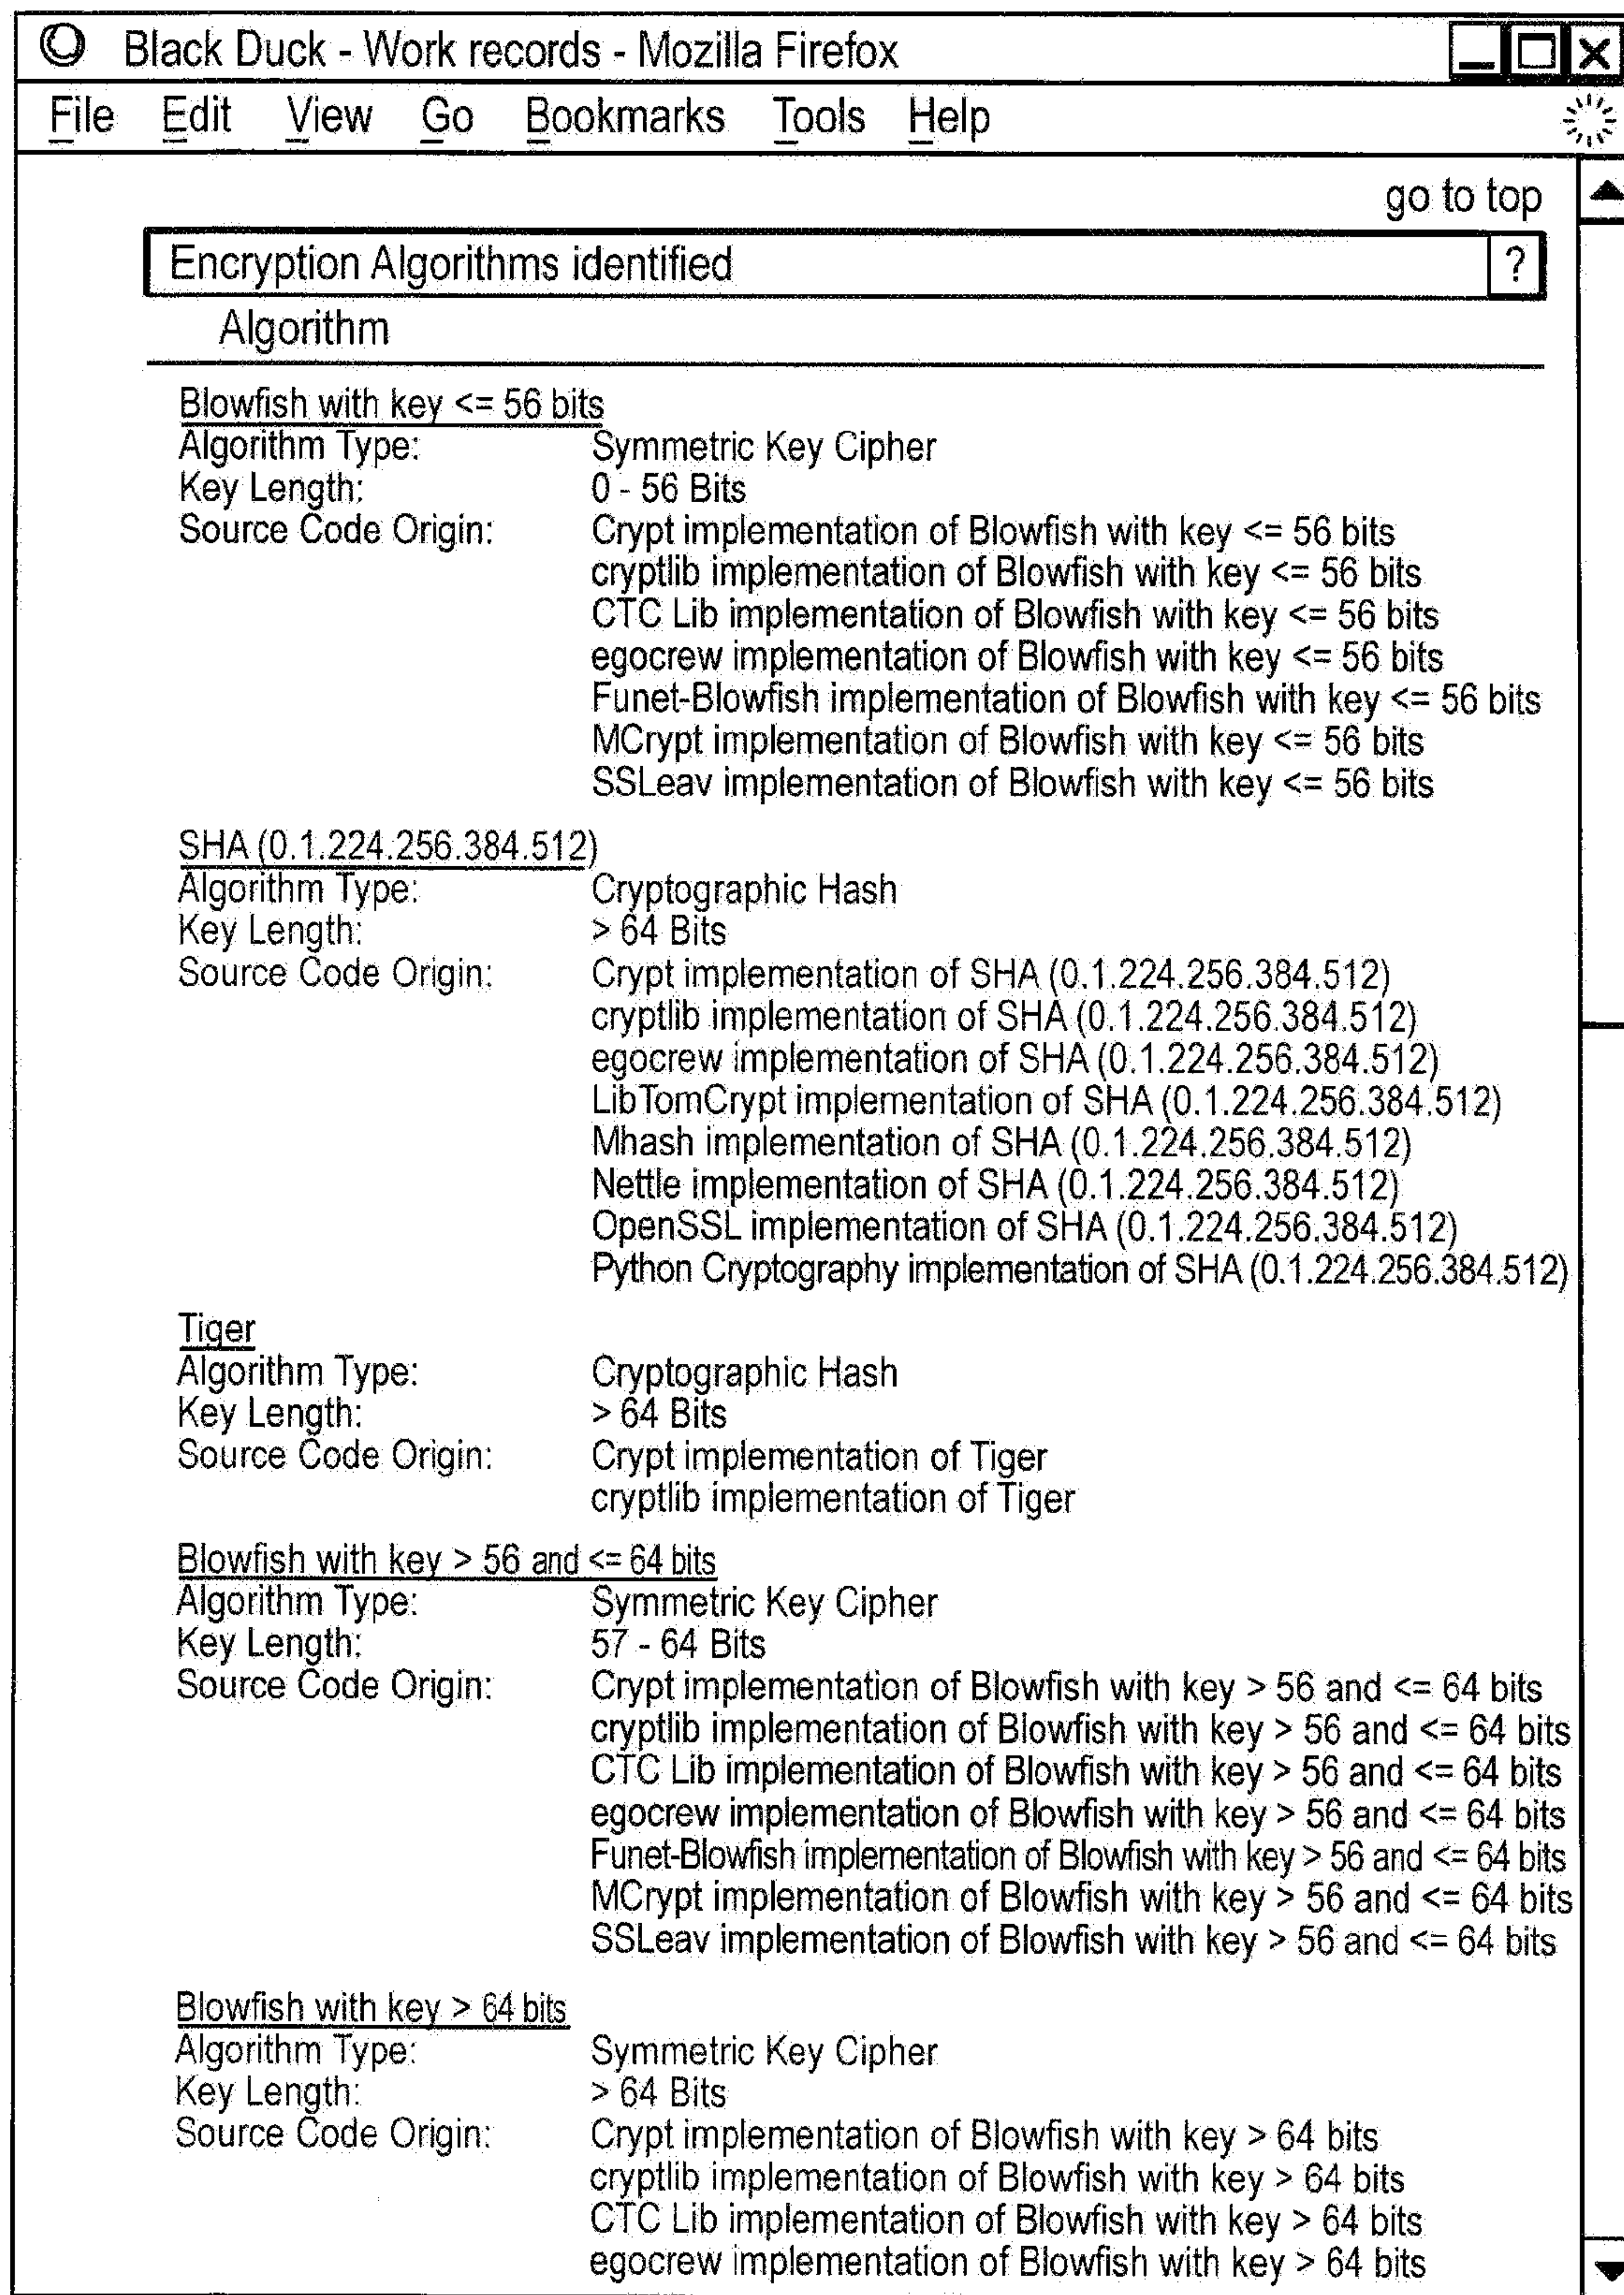 Black Duck - Work records - Mozilla Firefox
File Edit View Go Bookmarks Tools Help
go to top
Encryption Algorithms identified ?
Algorithm
Blowfish with key <= 56 bits
Algorithm Type: Symmetric Key Cipher
Key Length: 0 - 56 Bits
Source Code Origin: Crypt implementation of Blowfish with key <= 56 bits
cryptlib implementation of Blowfish with key <= 56 bits
CTC Lib implementation of Blowfish with key <= 56 bits
egocrew implementation of Blowfish with key <= 56 bits
Funet-Blowfish implementation of Blowfish with key <= 56 bits
MCrypt implementation of Blowfish with key <= 56 bits
SSLeav implementation of Blowfish with key <= 56 bits
SHA (0.1.224.256.384.512)
Algorithm Type: Cryptographic Hash
Key Length: > 64 Bits
Source Code Origin: Crypt implementation of SHA (0.1.224.256.384.512)
cryptlib implementation of SHA (0.1.224.256.384.512)
egocrew implementation of SHA (0.1.224.256.384.512)
LibTomCrypt implementation of SHA (0.1.224.256.384.512)
Mhash implementation of SHA (0.1.224.256.384.512)
Nettle implementation of SHA (0.1.224.256.384.512)
OpenSSL implementation of SHA (0.1.224.256.384.512)
Python Cryptography implementation of SHA (0.1.224.256.384.512)
Tiger
Algorithm Type: Cryptographic Hash
Key Length: > 64 Bits
Source Code Origin: Crypt implementation of Tiger
cryptlib implementation of Tiger
Blowfish with key > 56 and <= 64 bits
Algorithm Type: Symmetric Key Cipher
Key Length: 57 - 64 Bits
Source Code Origin: Crypt implementation of Blowfish with key > 56 and <= 64 bits
cryptlib implementation of Blowfish with key > 56 and <= 64 bits
CTC Lib implementation of Blowfish with key > 56 and <= 64 bits
egocrew implementation of Blowfish with key > 56 and <= 64 bits
Funet-Blowfish implementation of Blowfish with key > 56 and <= 64 bits
MCrypt implementation of Blowfish with key > 56 and <= 64 bits
SSLeav implementation of Blowfish with key > 56 and <= 64 bits
Blowfish with key > 64 bits
Algorithm Type: Symmetric Key Cipher
Key Length: > 64 Bits
Source Code Origin: Crypt implementation of Blowfish with key > 64 bits
cryptlib implementation of Blowfish with key > 64 bits
CTC Lib implementation of Blowfish with key > 64 bits
egocrew implementation of Blowfish with key > 64 bits